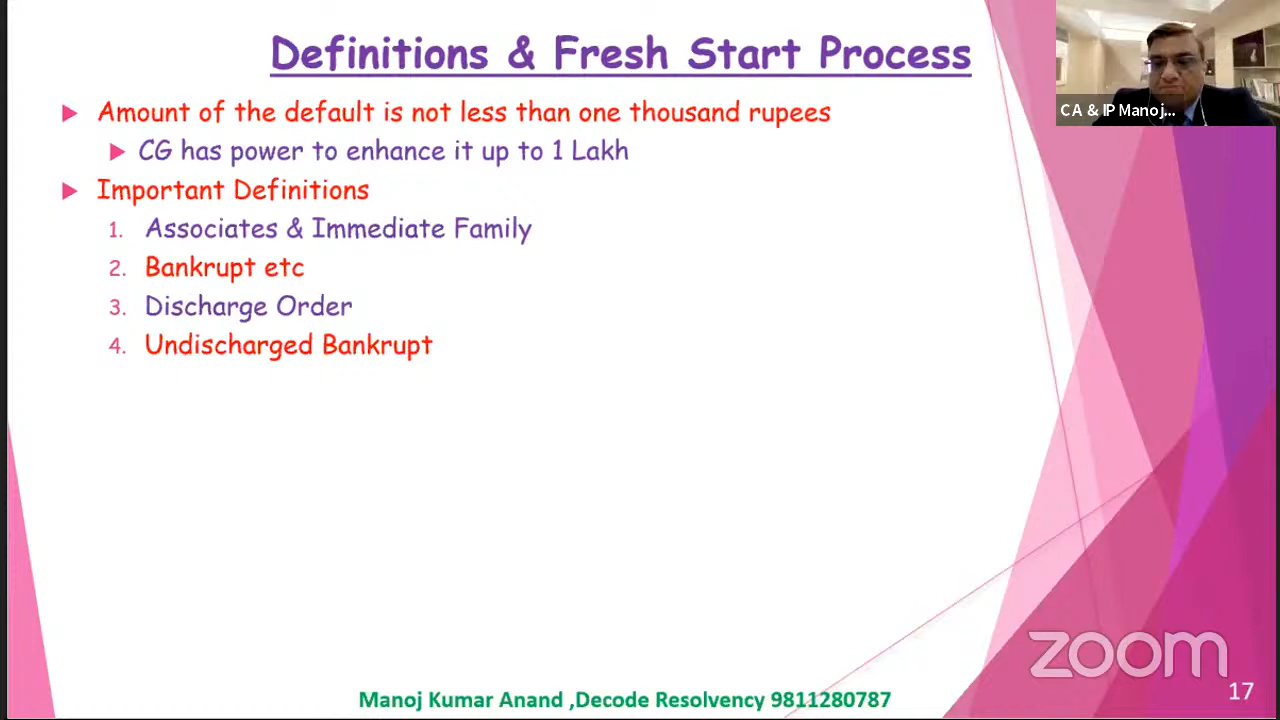 Definitions & Fresh Start Process
Amount of the default is not less than one thousand rupees
CG has power to enhance it up to 1 Lakh
Important Definitions
1. Associates & Immediate Family
2. Bankrupt etc
3. Discharge Order
4. Undischarged Bankrupt
CA & IP Manoj...
zoom
Manoj Kumar Anand ,Decode Resolvency 9811280787
17